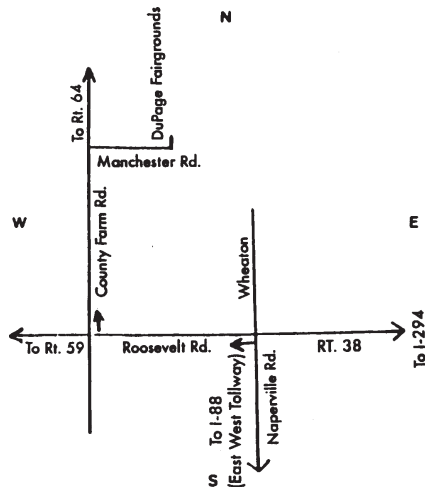 N
To Rt. 64
DuPage Fairgrounds
Manchester Rd.
County Farm Rd.
W
E
Wheaton
To Rt. 59
Roosevelt Rd.
RT. 38
To I-294
To I-88
(East West Tollway)
Naperville Rd.
S